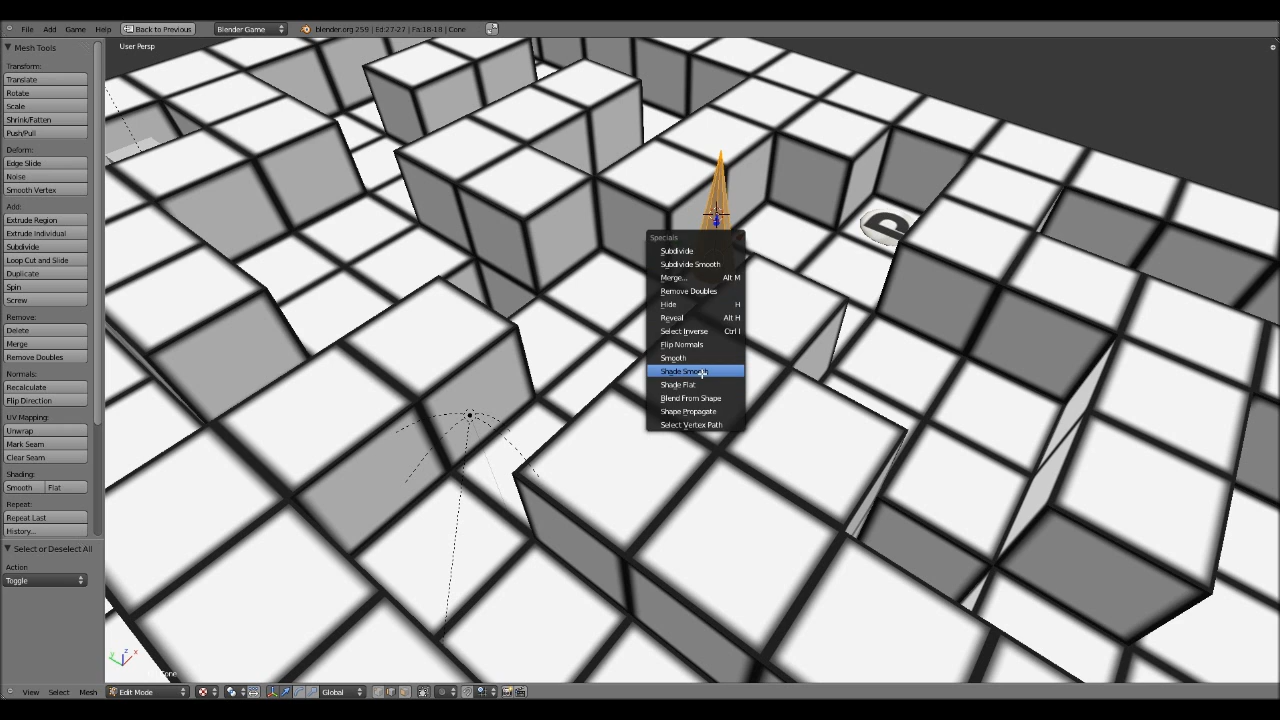 File Add Game Help Back to Previous Blender Game blender.org 259 | Ed:27-27 | Fa:18-18 | Cone
Mesh Tools
User Persp
Transform:
Translate
Rotate
Scale
Shrink/Fatten
Push/Pull
Deform:
Edge Slide
Noise
Smooth Vertex
Add:
Extrude Region
Extrude Individual
Subdivide
Loop Cut and Slide
Duplicate
Spin
Screw
Remove:
Delete
Merge
Remove Doubles
Normals:
Recalculate
Flip Direction
UV Mapping:
Unwrap
Mark Seam
Clear Seam
Shading:
Smooth Flat
Repeat:
Repeat Last
History...
Select or Deselect All
Action
Toggle
Specials
Subdivide
Subdivide Smooth
Merge... Alt M
Remove Doubles
Hide H
Reveal Alt H
Select Inverse Ctrl I
Flip Normals
Smooth
Shade Smooth
Shade Flat
Blend From Shape
Shape Propagate
Select Vertex Path
P
z
y x
View Select Mesh Edit Mode Global